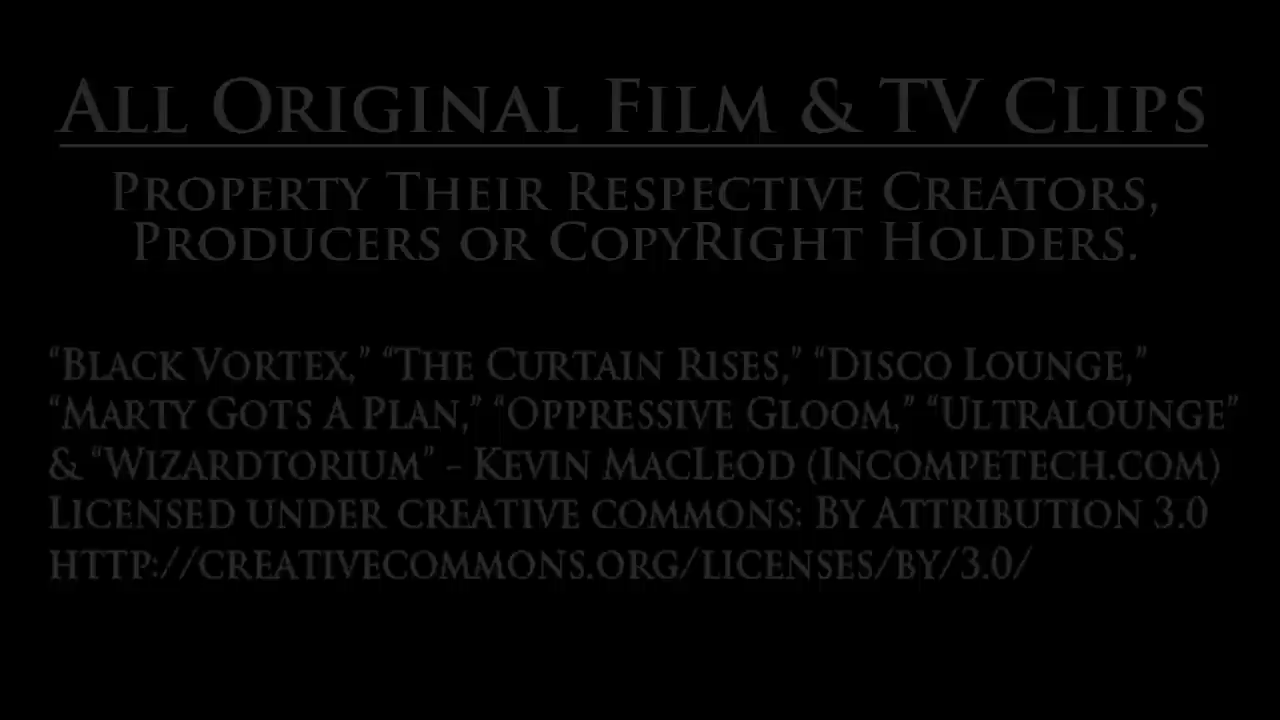 All Original Film & TV Clips
Property Their Respective Creators,
Producers or CopyRight Holders.
“Black Vortex,” “The Curtain Rises,” “Disco Lounge,”
“Marty Gots A Plan,” “Oppressive Gloom,” “Ultralounge”
& “Wizardtorium” - Kevin MacLeod (Incompetech.com)
Licensed under creative commons: By Attribution 3.0
http://creativecommons.org/licenses/by/3.0/